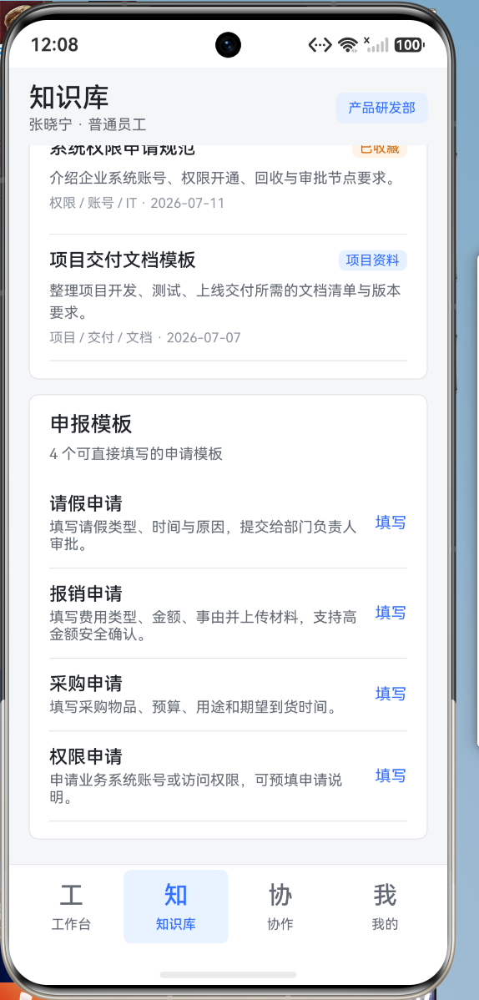 12:08
100
知识库
产品研发部
张晓宁 · 普通员工
系统权限申请规范
已收藏
介绍企业系统账号、权限开通、回收与审批节点要求。
权限 / 账号 / IT · 2026-07-11
项目交付文档模板
项目资料
整理项目开发、测试、上线交付所需的文档清单与版本
要求。
项目 / 交付 / 文档 · 2026-07-07
申报模板
4 个可直接填写的申请模板
请假申请
填写请假类型、时间与原因，提交给部门负责人
审批。
填写
报销申请
填写费用类型、金额、事由并上传材料，支持高
金额安全确认。
填写
采购申请
填写采购物品、预算、用途和期望到货时间。
填写
权限申请
申请业务系统账号或访问权限，可预填申请说
明。
填写
工 知 协 我
工作台 知识库 协作 我的